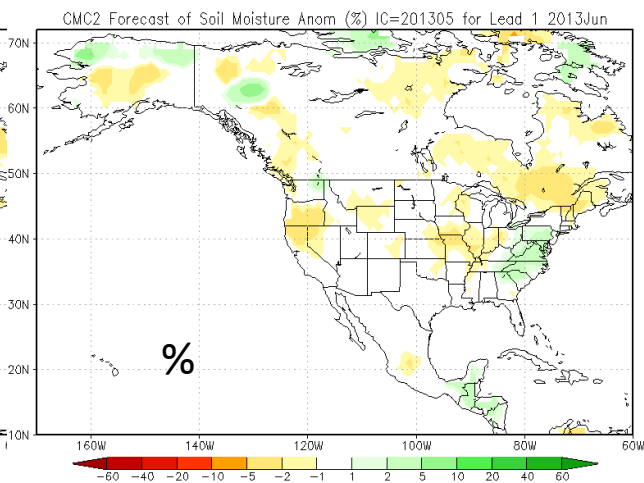 CMC2 Forecast of Soil Moisture Anom (%) IC=201305 for Lead 1 2013Jun
70N
60N
50N
40N
30N
20N
10N
%
160W 140W 120W 100W 80W 60W
−60 −40 −20 −10 −5 −2 −1 1 2 5 10 20 40 60